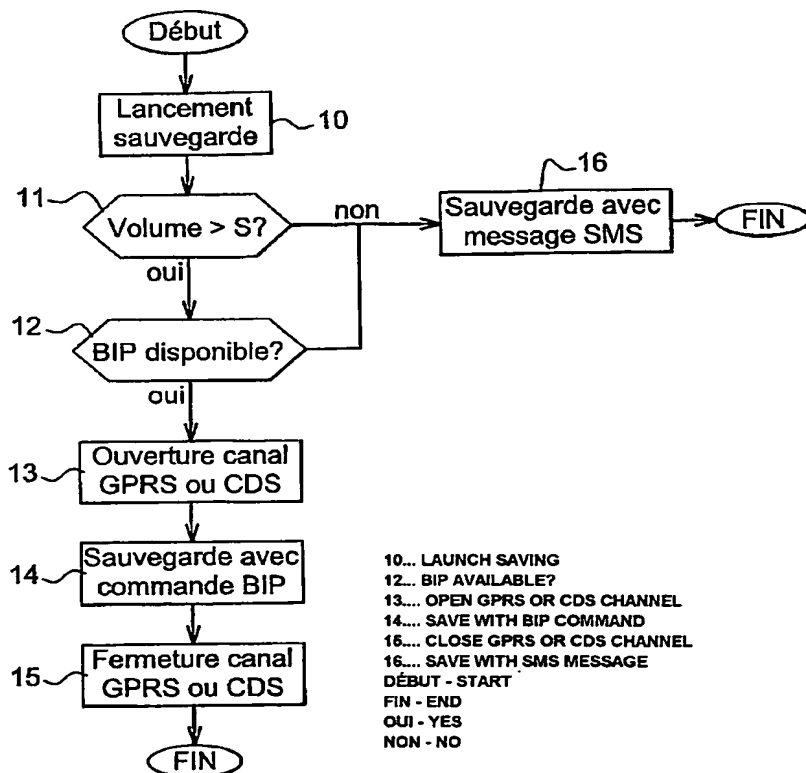 Début
Lancement
sauvegarde
10
11
Volume > S?
non
oui
16
Sauvegarde avec
message SMS
FIN
12
BIP disponible?
oui
13
Ouverture canal
GPRS ou CDS
14
Sauvegarde avec
commande BIP
15
Fermeture canal
GPRS ou CDS
FIN
10... LAUNCH SAVING
12... BIP AVAILABLE?
13.... OPEN GPRS OR CDS CHANNEL
14.... SAVE WITH BIP COMMAND
15.... CLOSE GPRS OR CDS CHANNEL
16.... SAVE WITH SMS MESSAGE
DÉBUT - START
FIN - END
OUI - YES
NON - NO